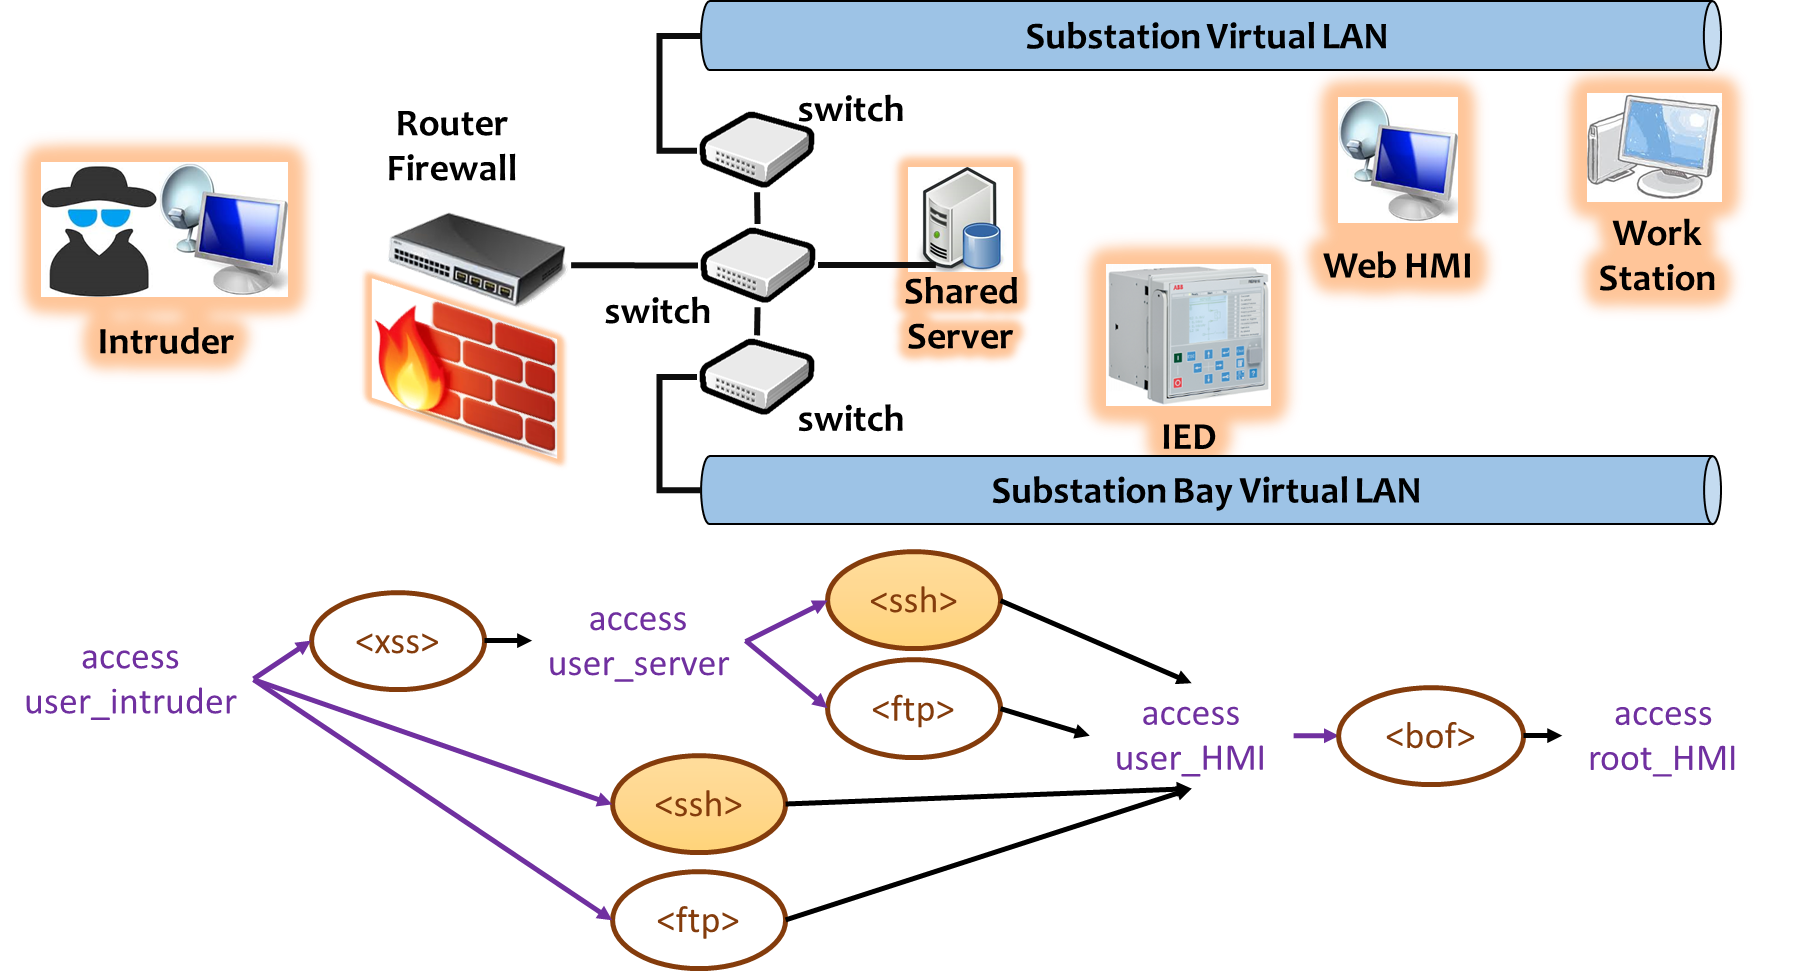 Substation Virtual LAN
switch
Router
Firewall
Intruder
switch
Shared
Server
Web HMI
Work
Station
ABB
IED
switch
Substation Bay Virtual LAN
access
user_intruder
<xss>
access
user_server
<ssh>
<ftp>
access
user_HMI
<bof>
access
root_HMI
<ssh>
<ftp>